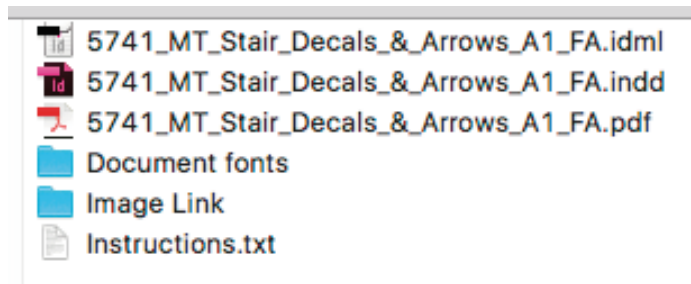 5741_MT_Stair_Decals_&_Arrows_A1_FA.idml
5741_MT_Stair_Decals_&_Arrows_A1_FA.indd
5741_MT_Stair_Decals_&_Arrows_A1_FA.pdf
Document fonts
Image Link
Instructions.txt